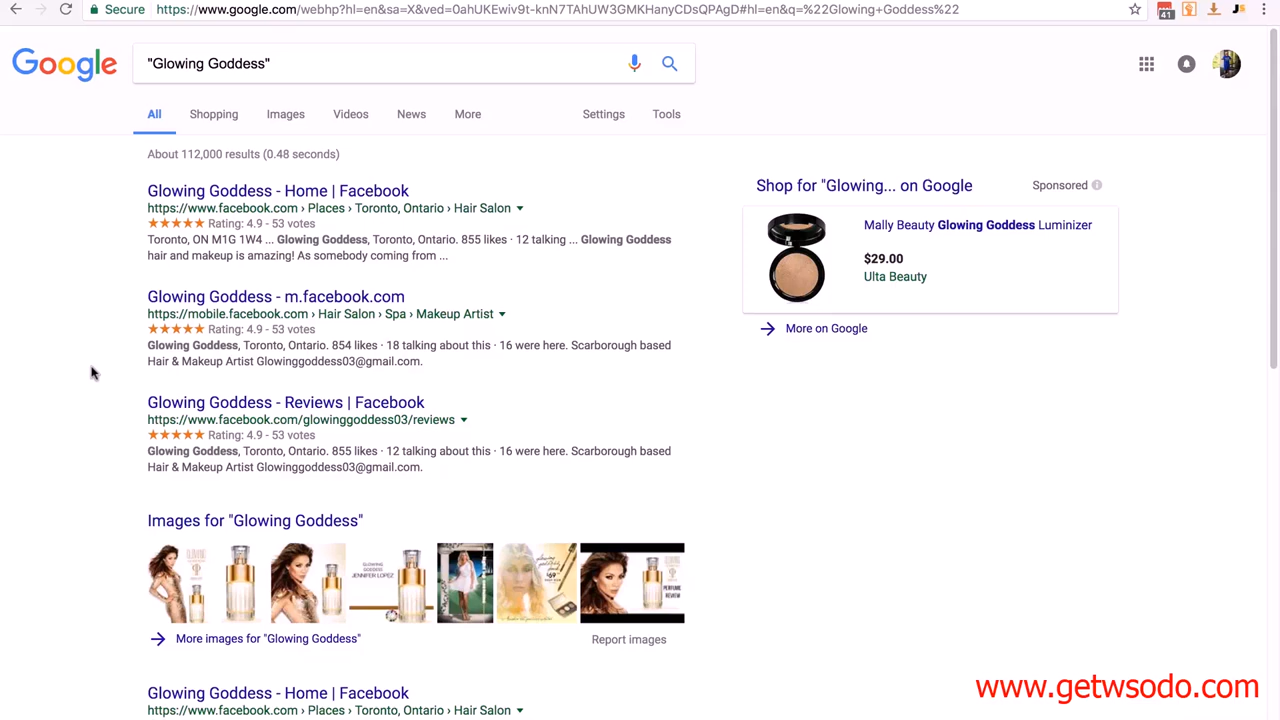 Secure https://www.google.com/webhp?hl=en&sa=X&ved=0ahUKEwiv9t-knN7TAhUW3GMKHanyCDsQPAgD#hl=en&q=%22Glowing+Goddess%22
41
Google
"Glowing Goddess"
All Shopping Images Videos News More Settings Tools
About 112,000 results (0.48 seconds)
Glowing Goddess - Home | Facebook
https://www.facebook.com › Places › Toronto, Ontario › Hair Salon
Rating: 4.9 - 53 votes
Toronto, ON M1G 1W4 ... Glowing Goddess, Toronto, Ontario. 855 likes · 12 talking ... Glowing Goddess
hair and makeup is amazing! As somebody coming from ...
Glowing Goddess - m.facebook.com
https://mobile.facebook.com › Hair Salon › Spa › Makeup Artist
Rating: 4.9 - 53 votes
Glowing Goddess, Toronto, Ontario. 854 likes · 18 talking about this · 16 were here. Scarborough based
Hair & Makeup Artist Glowinggoddess03@gmail.com.
Glowing Goddess - Reviews | Facebook
https://www.facebook.com/glowinggoddess03/reviews
Rating: 4.9 - 53 votes
Glowing Goddess, Toronto, Ontario. 855 likes · 12 talking about this · 16 were here. Scarborough based
Hair & Makeup Artist Glowinggoddess03@gmail.com.
Images for "Glowing Goddess"
GLOWING
GODDESS
JENNIFER LOPEZ
$69
PERFUME
REVIEW
More images for "Glowing Goddess"
Report images
Glowing Goddess - Home | Facebook
https://www.facebook.com › Places › Toronto, Ontario › Hair Salon
Shop for "Glowing... on Google
Sponsored
Mally Beauty Glowing Goddess Luminizer
$29.00
Ulta Beauty
More on Google
www.getwsodo.com